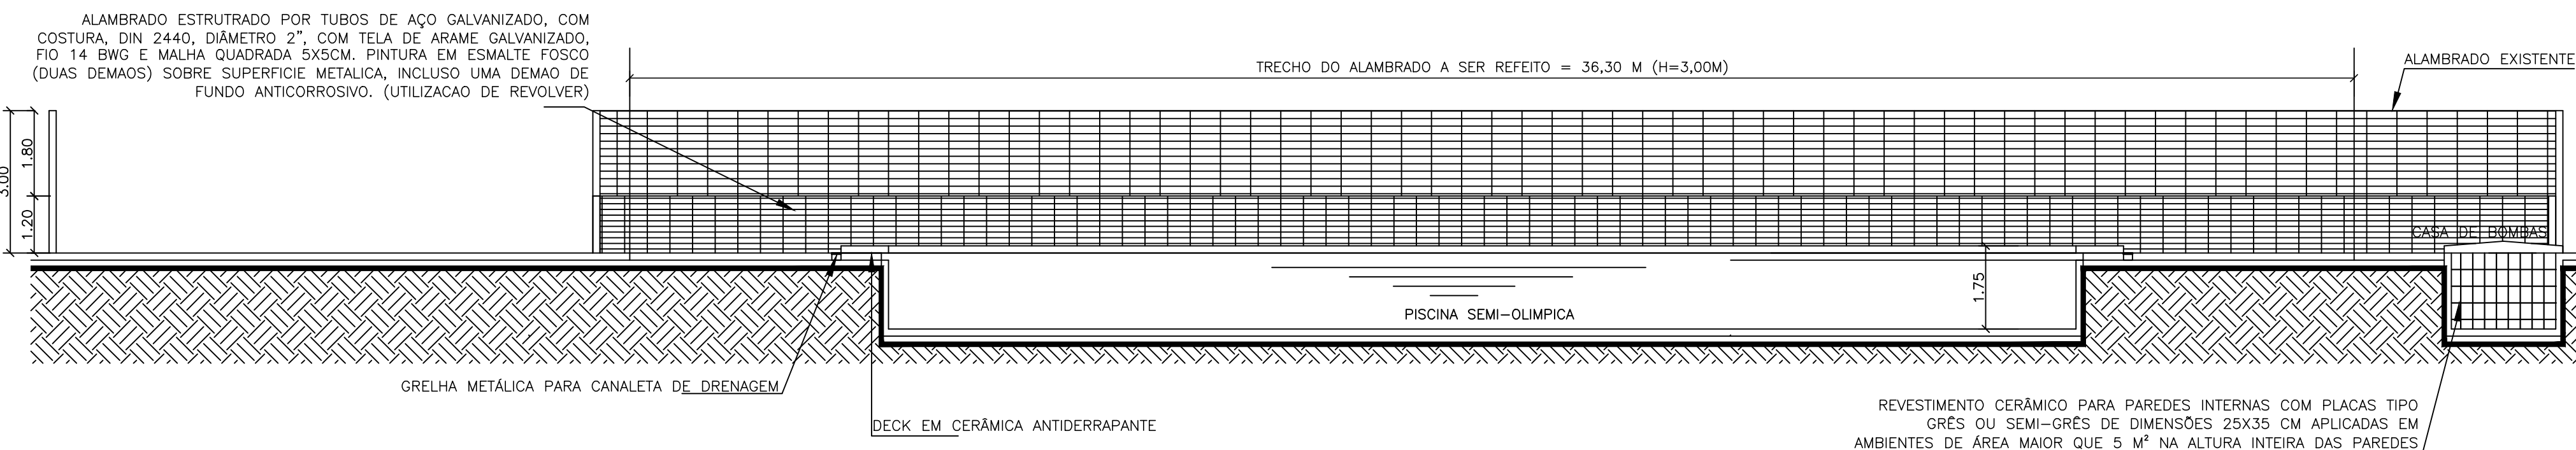 ALAMBRADO ESTRUTRADO POR TUBOS DE AÇO GALVANIZADO, COM
COSTURA, DIN 2440, DIÂMETRO 2", COM TELA DE ARAME GALVANIZADO,
FIO 14 BWG E MALHA QUADRADA 5X5CM. PINTURA EM ESMALTE FOSCO
(DUAS DEMAOS) SOBRE SUPERFICIE METALICA, INCLUSO UMA DEMAO DE
FUNDO ANTICORROSIVO. (UTILIZACAO DE REVOLVER)
TRECHO DO ALAMBRADO A SER REFEITO = 36,30 M (H=3,00M)
ALAMBRADO EXISTENTE
3.00
1.80
1.20
CASA DE BOMBAS
1.75
PISCINA SEMI-OLIMPICA
GRELHA METÁLICA PARA CANALETA DE DRENAGEM
DECK EM CERÂMICA ANTIDERRAPANTE
REVESTIMENTO CERÂMICO PARA PAREDES INTERNAS COM PLACAS TIPO
GRÊS OU SEMI-GRÊS DE DIMENSÕES 25X35 CM APLICADAS EM
AMBIENTES DE ÁREA MAIOR QUE 5 M² NA ALTURA INTEIRA DAS PAREDES